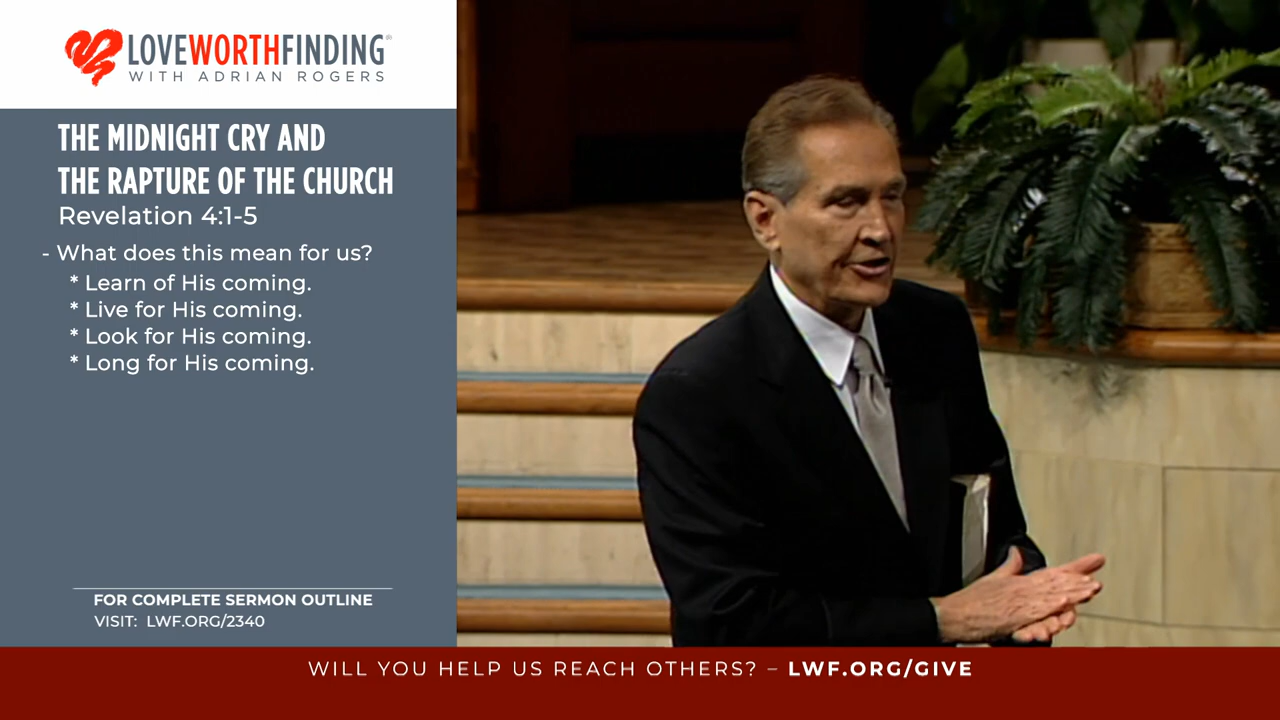 LOVEWORTHFINDING®
WITH ADRIAN ROGERS
THE MIDNIGHT CRY AND
THE RAPTURE OF THE CHURCH
Revelation 4:1-5
- What does this mean for us?
* Learn of His coming.
* Live for His coming.
* Look for His coming.
* Long for His coming.
FOR COMPLETE SERMON OUTLINE
VISIT: LWF.ORG/2340
WILL YOU HELP US REACH OTHERS? – LWF.ORG/GIVE